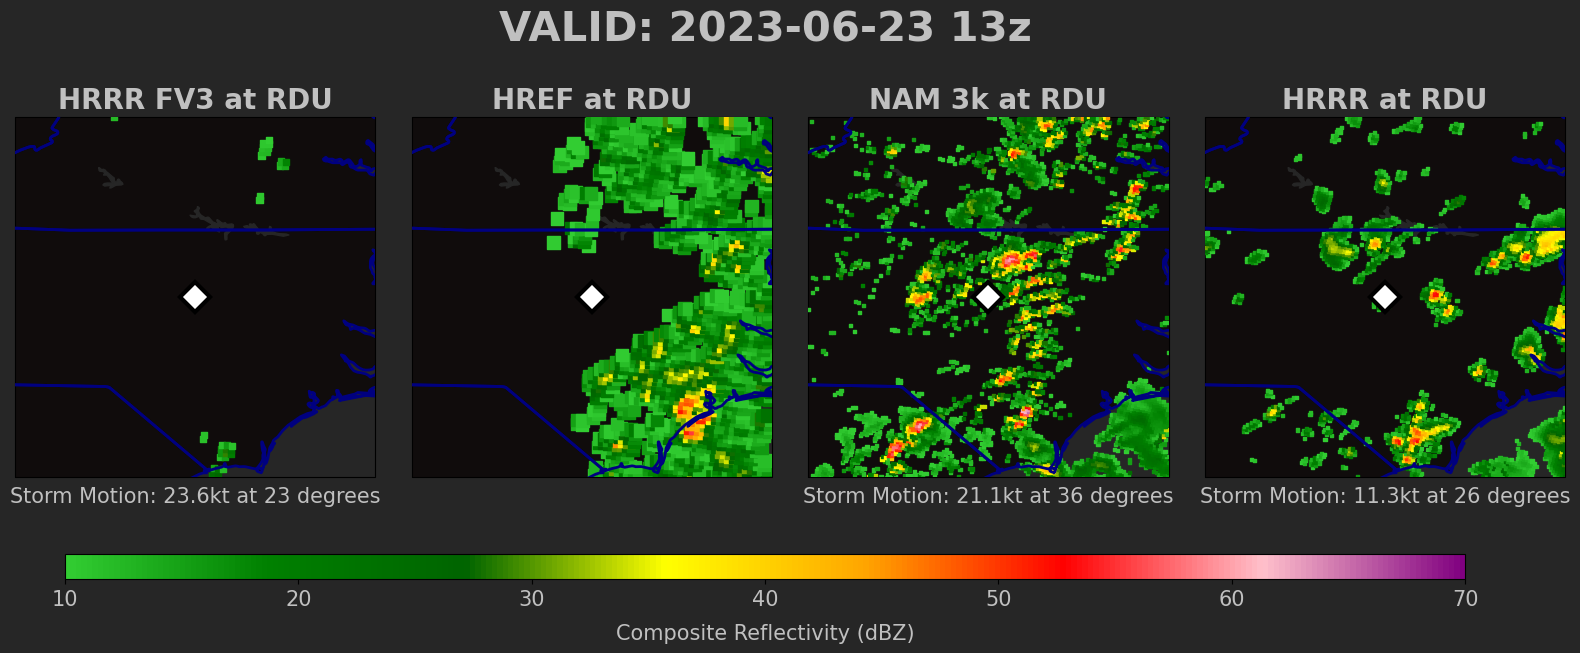 VALID: 2023-06-23 13z
HRRR FV3 at RDU
HREF at RDU
NAM 3k at RDU
HRRR at RDU
Storm Motion: 23.6kt at 23 degrees
Storm Motion: 21.1kt at 36 degrees
Storm Motion: 11.3kt at 26 degrees
10 20 30 40 50 60 70
Composite Reflectivity (dBZ)